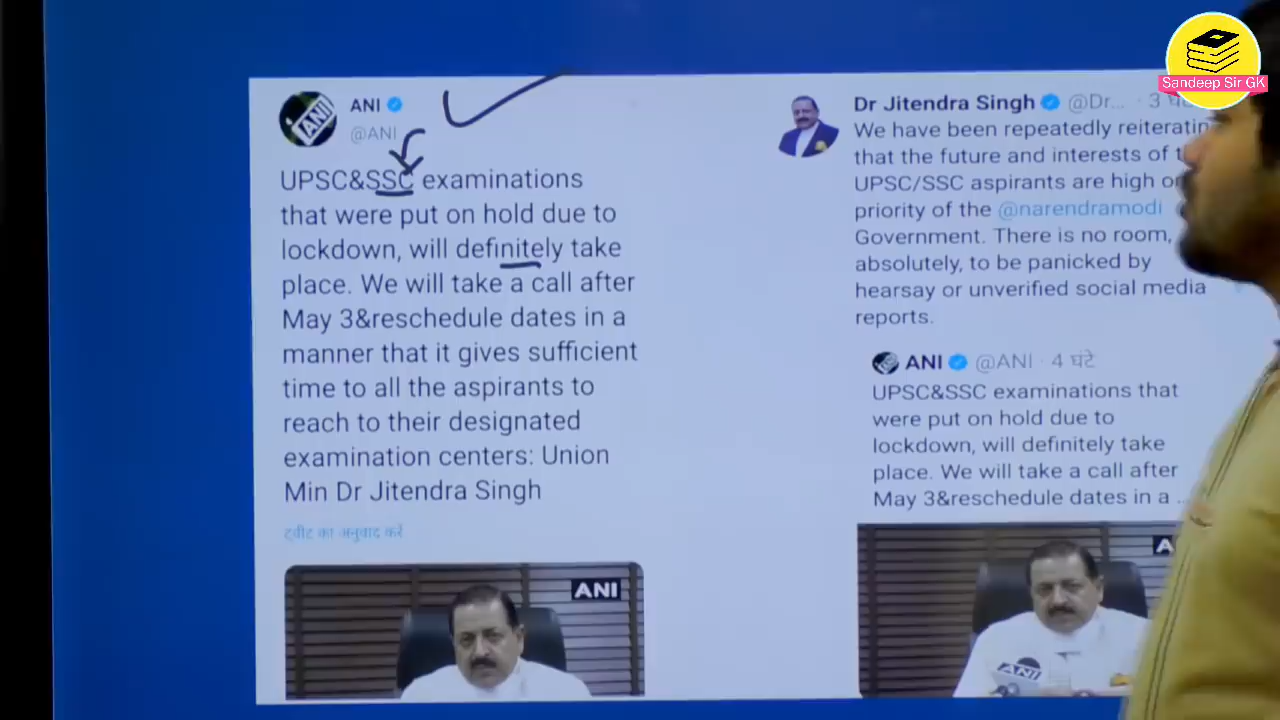 Sandeep Sir GK
ANI
@ANI
UPSC&SSC examinations
that were put on hold due to
lockdown, will definitely take
place. We will take a call after
May 3&reschedule dates in a
manner that it gives sufficient
time to all the aspirants to
reach to their designated
examination centers: Union
Min Dr Jitendra Singh
ट्वीट का अनुवाद करें
ANI
Dr Jitendra Singh @Dr... · 3
We have been repeatedly
that the future and interests of
UPSC/SSC aspirants are high
priority of the @narendramodi
Government. There is no room,
absolutely, to be panicked by
hearsay or unverified social media
reports.
ANI @ANI · 4 घंटे
UPSC&SSC examinations that
were put on hold due to
lockdown, will definitely take
place. We will take a call after
May 3&reschedule dates in a ...
ANI